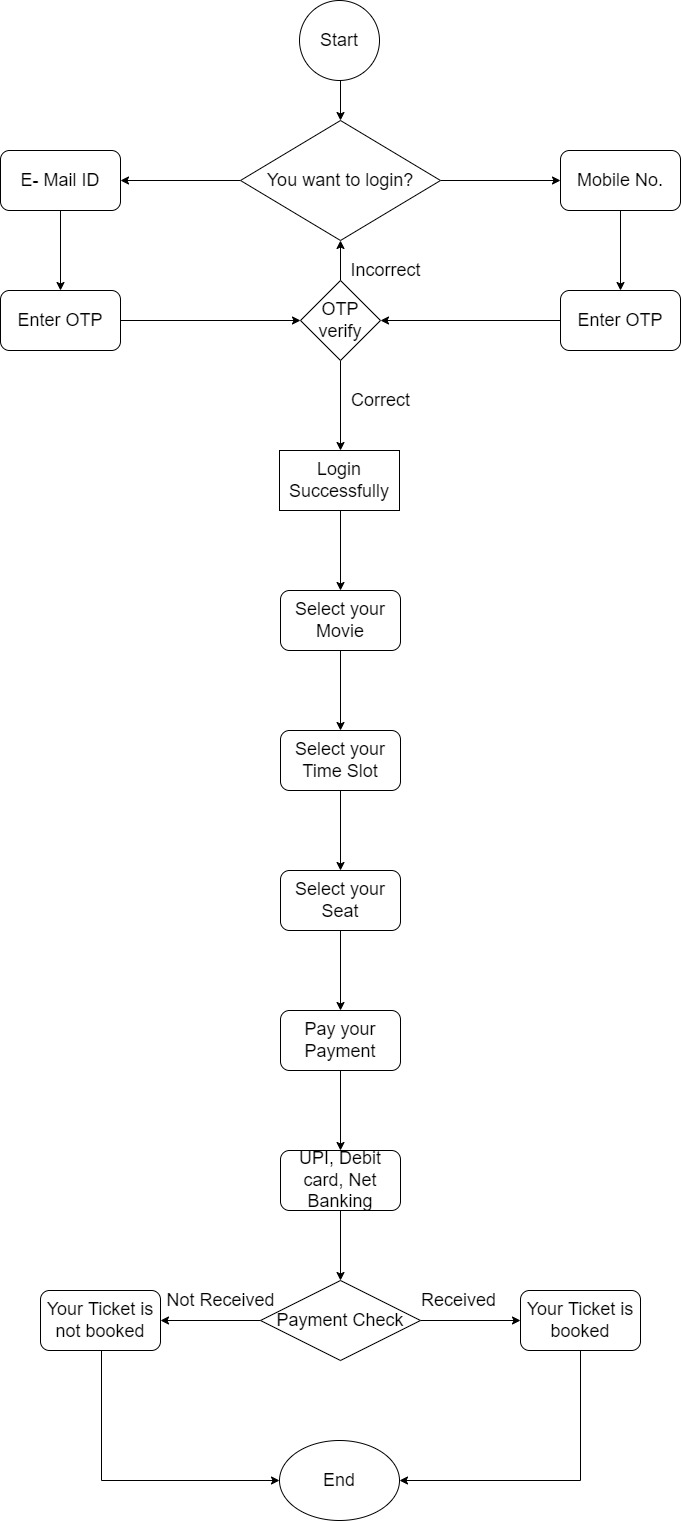 Start
E- Mail ID
You want to login?
Mobile No.
Incorrect
Enter OTP
OTP
verify
Enter OTP
Correct
Login
Successfully
Select your
Movie
Select your
Time Slot
Select your
Seat
Pay your
Payment
UPI, Debit
card, Net
Banking
Not Received
Received
Your Ticket is
not booked
Payment Check
Your Ticket is
booked
End